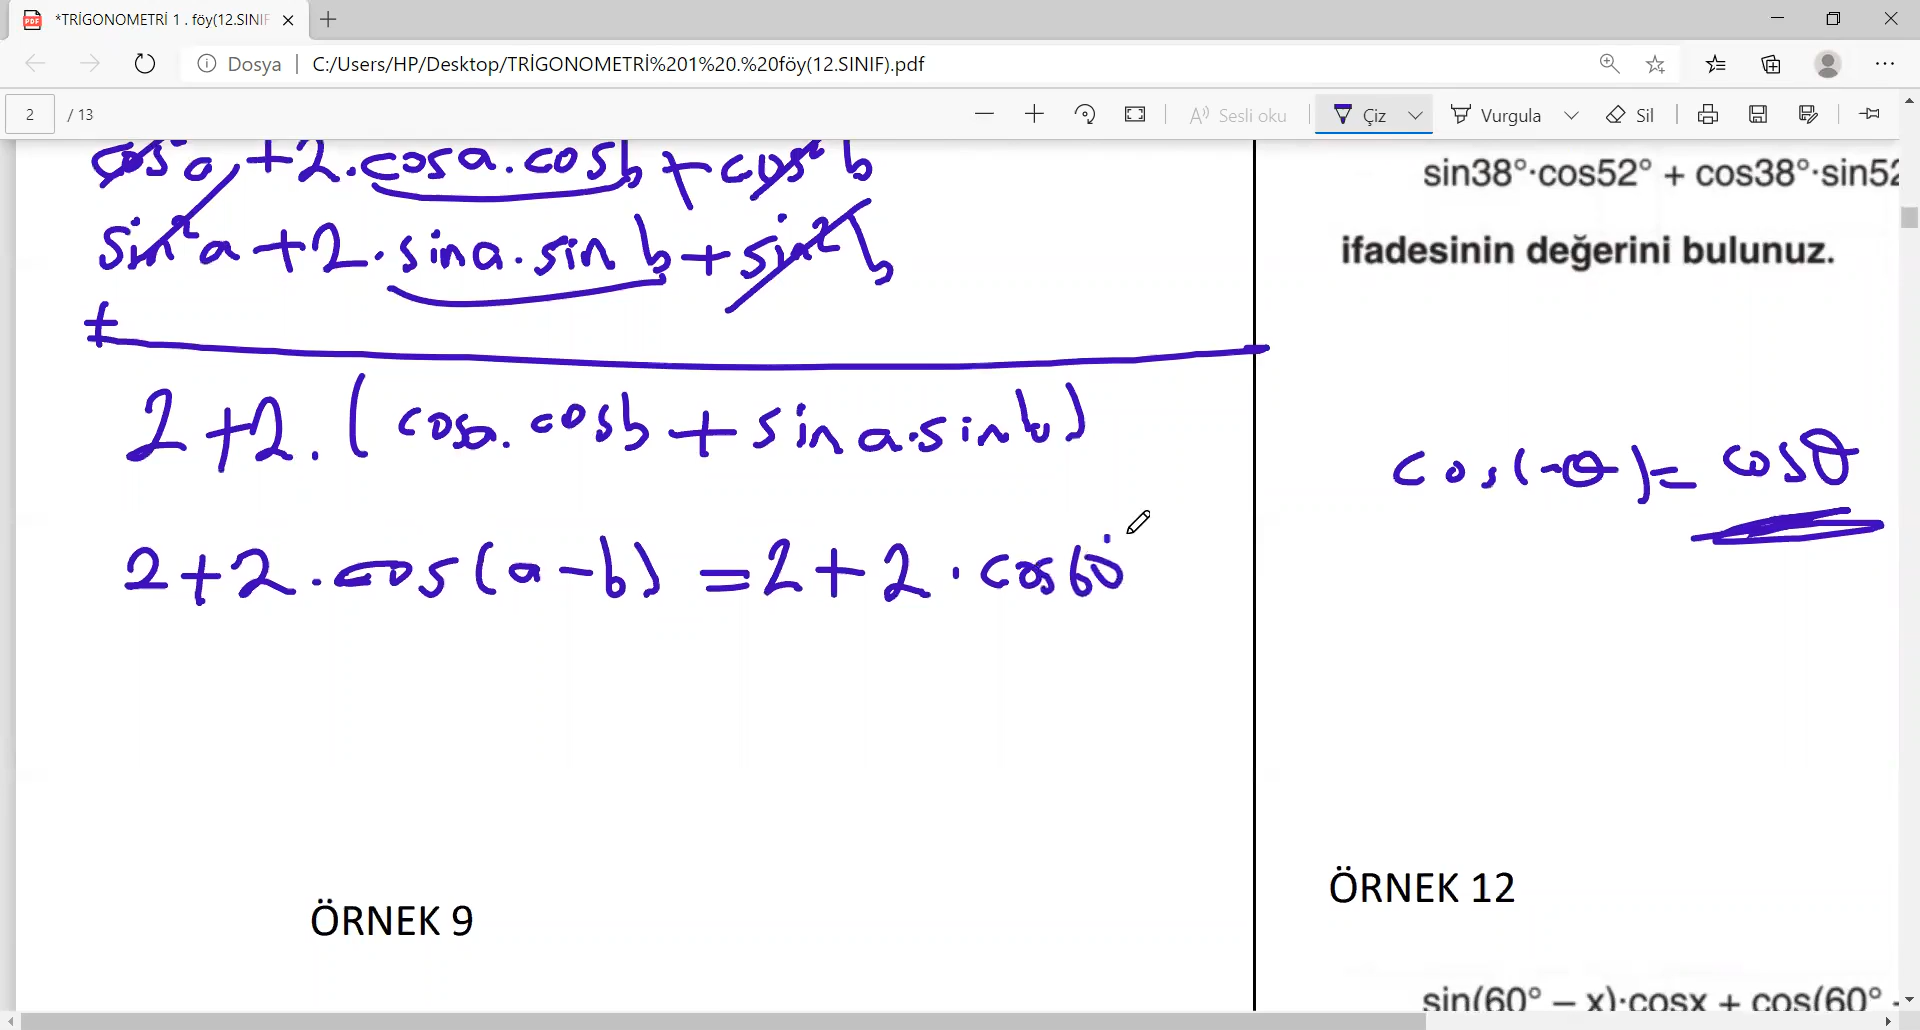 *TRİGONOMETRİ 1 . föy(12.SINIF
Dosya | C:/Users/HP/Desktop/TRİGONOMETRİ%201%20.%20föy(12.SINIF).pdf
2 / 13
Sesli oku
Çiz
Vurgula
Sil
cos²a + 2.cosa.cosb + cos²b
sin²a + 2.sina.sin b + sin²b
+
2 + 2.(cosa.cosb + sina.sinb)
2 + 2.cos(a-b) = 2 + 2.cos60°
ÖRNEK 9
sin38°·cos52° + cos38°·sin52
ifadesinin değerini bulunuz.
cos(-θ) = cosθ
ÖRNEK 12
sin(60° – x)·cosx + cos(60° -